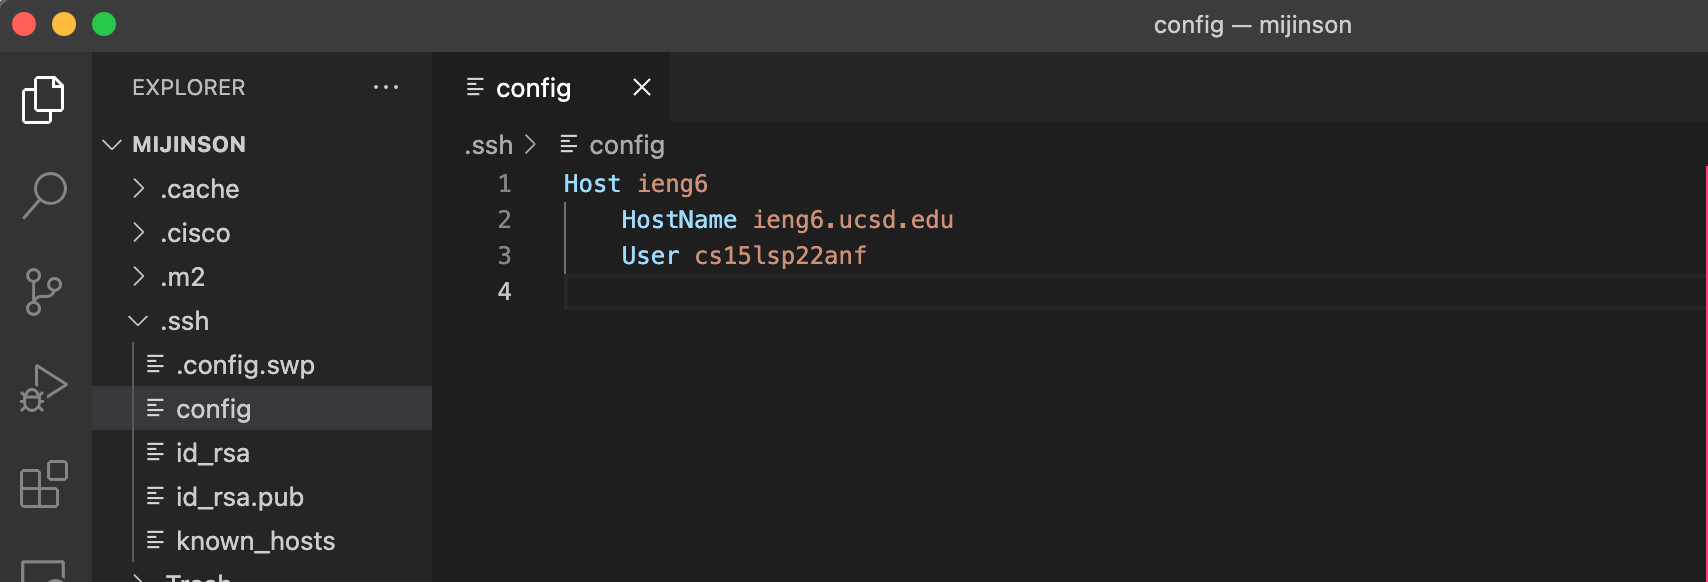 config — mijinson
EXPLORER ···
MIJINSON
.cache
.cisco
.m2
.ssh
.config.swp
config
id_rsa
id_rsa.pub
known_hosts
.Trash
config
.ssh > config
1 Host ieng6
2 HostName ieng6.ucsd.edu
3 User cs15lsp22anf
4